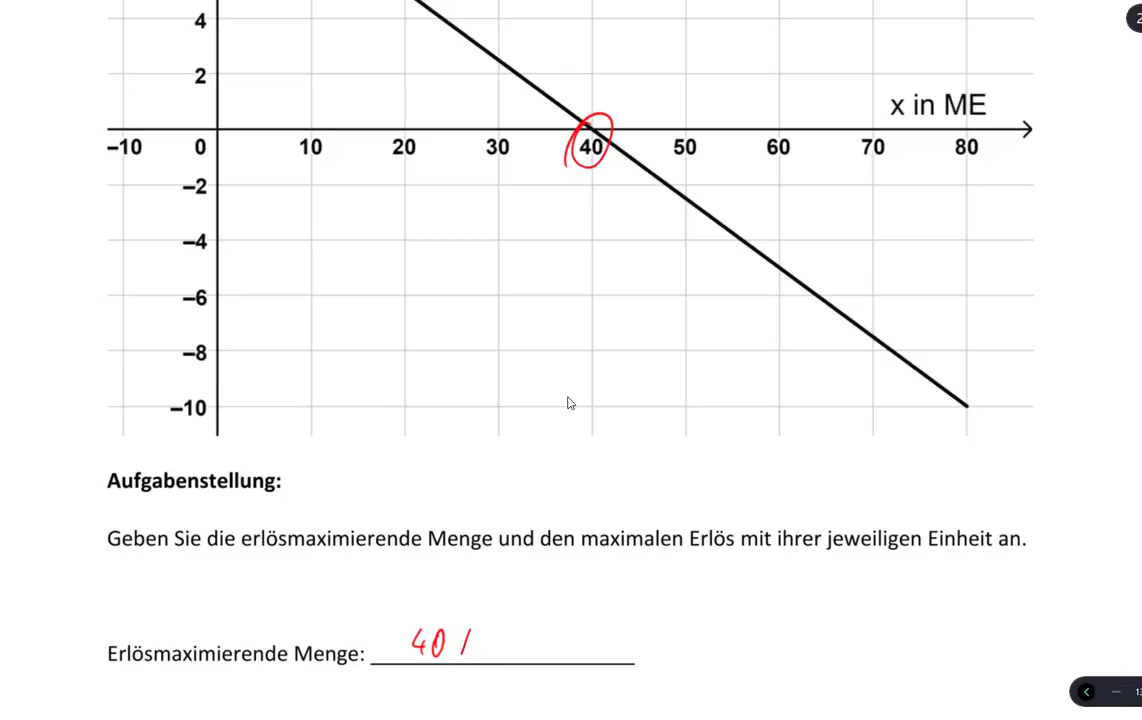 4
2
x in ME
–10 0 10 20 30 40 50 60 70 80
–2
–4
–6
–8
–10
Aufgabenstellung:
Geben Sie die erlösmaximierende Menge und den maximalen Erlös mit ihrer jeweiligen Einheit an.
Erlösmaximierende Menge: 40